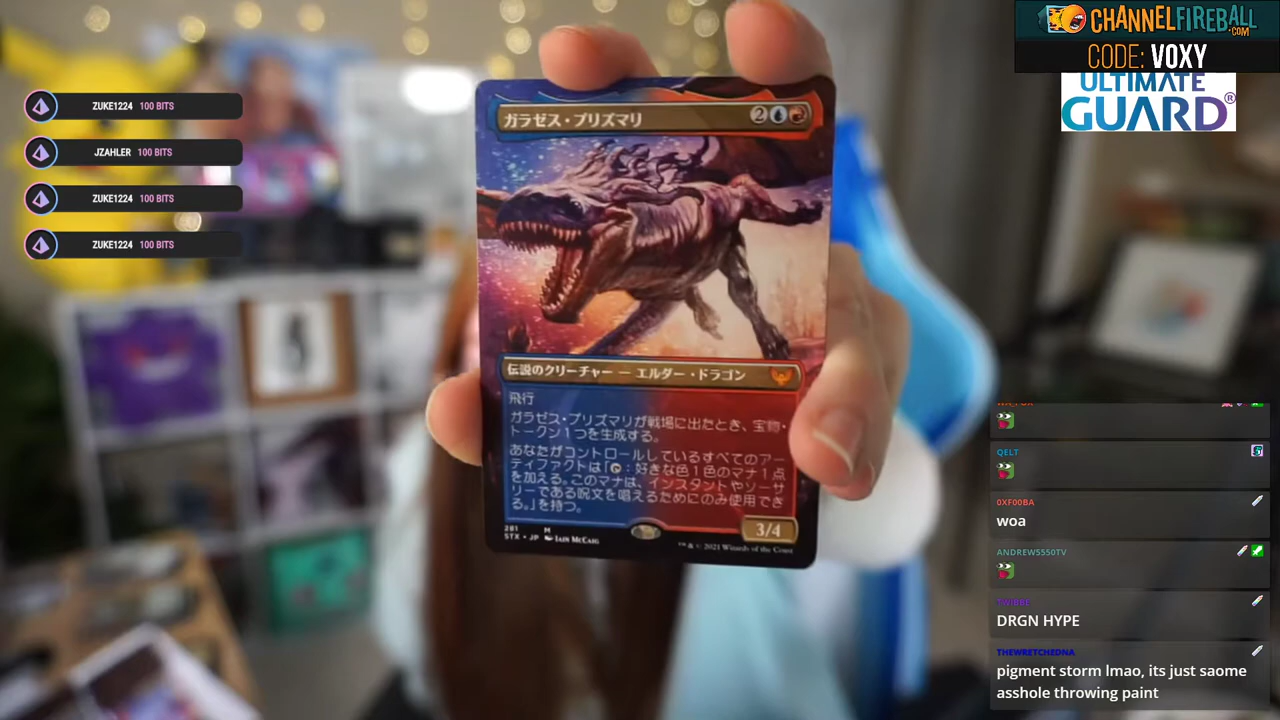 CHANNELFIREBALL
.COM
CODE: VOXY
ULTIMATE
GUARD®
ZUKE1224 100 BITS
JZAHLER 100 BITS
ZUKE1224 100 BITS
ZUKE1224 100 BITS
ガラゼス・プリズマリ 2
伝説のクリーチャー — エルダー・ドラゴン
飛行
ガラゼス・プリズマリが戦場に出たとき、宝物・
トークン1つを生成する。
あなたがコントロールしているすべてのアー
ティファクトは「：好きな色1色のマナ1点
を加える。このマナは、インスタントやソーサ
リーである呪文を唱えるためにのみ使用でき
る。」を持つ。
281 M
STX • JP Iain McCaig
3/4
™ & © 2021 Wizards of the Coast
QELT
0XF00BA
woa
ANDREW5550TV
TWIBBE
DRGN HYPE
THEWRETCHEDNA
pigment storm lmao, its just saome
asshole throwing paint